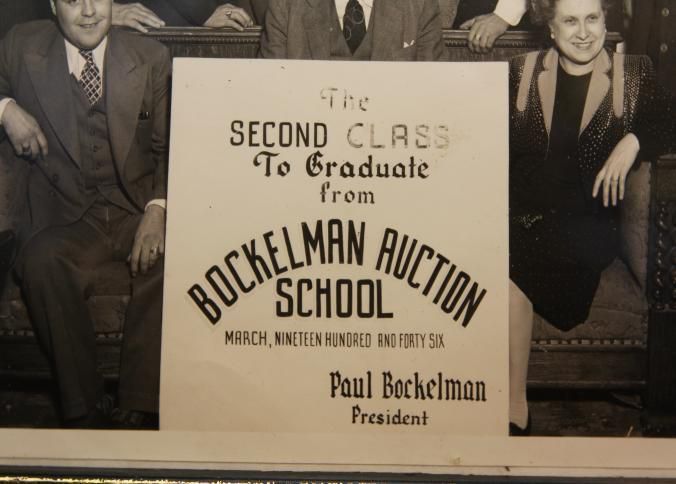 The
SECOND CLASS
To Graduate
from
BOCKELMAN AUCTION
SCHOOL
MARCH, NINETEEN HUNDRED AND FORTY SIX
Paul Bockelman
President